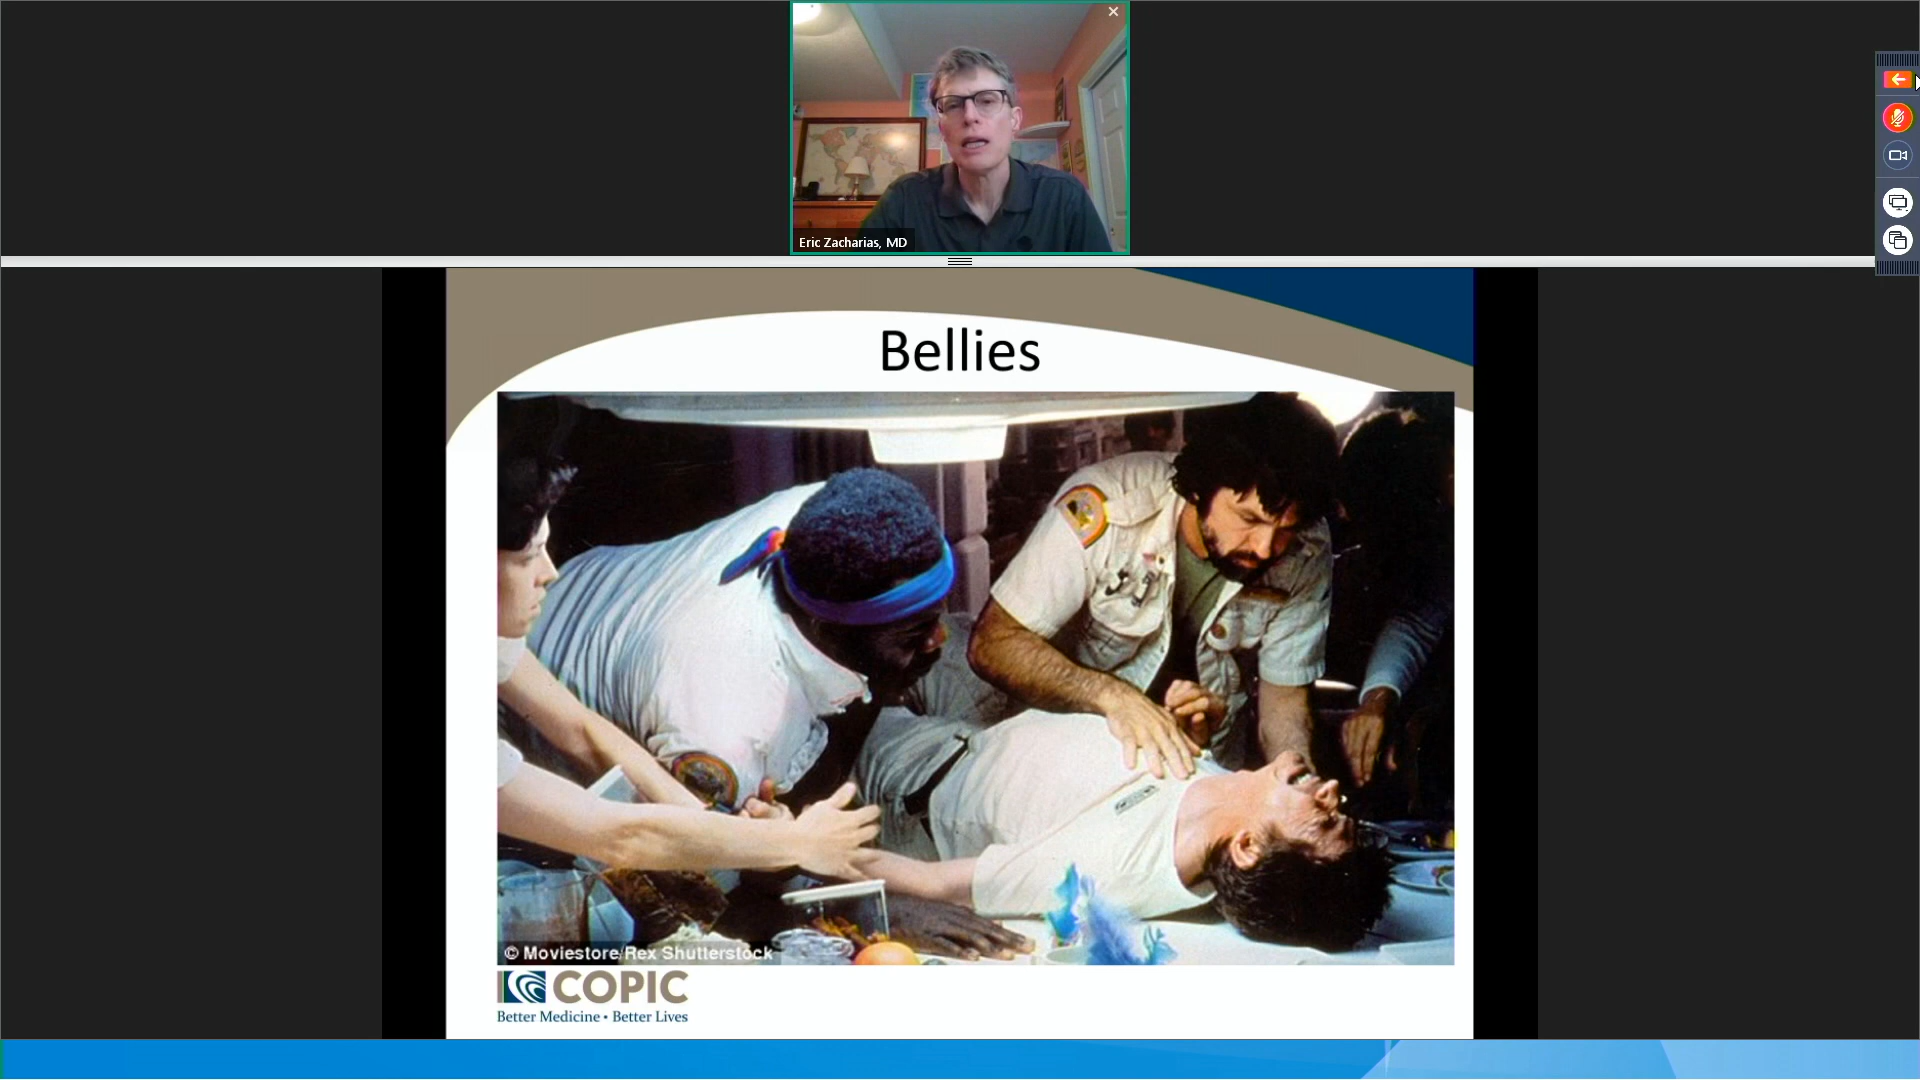 Eric Zacharias, MD
Bellies
© Moviestore/Rex Shutterstock
COPIC
Better Medicine • Better Lives